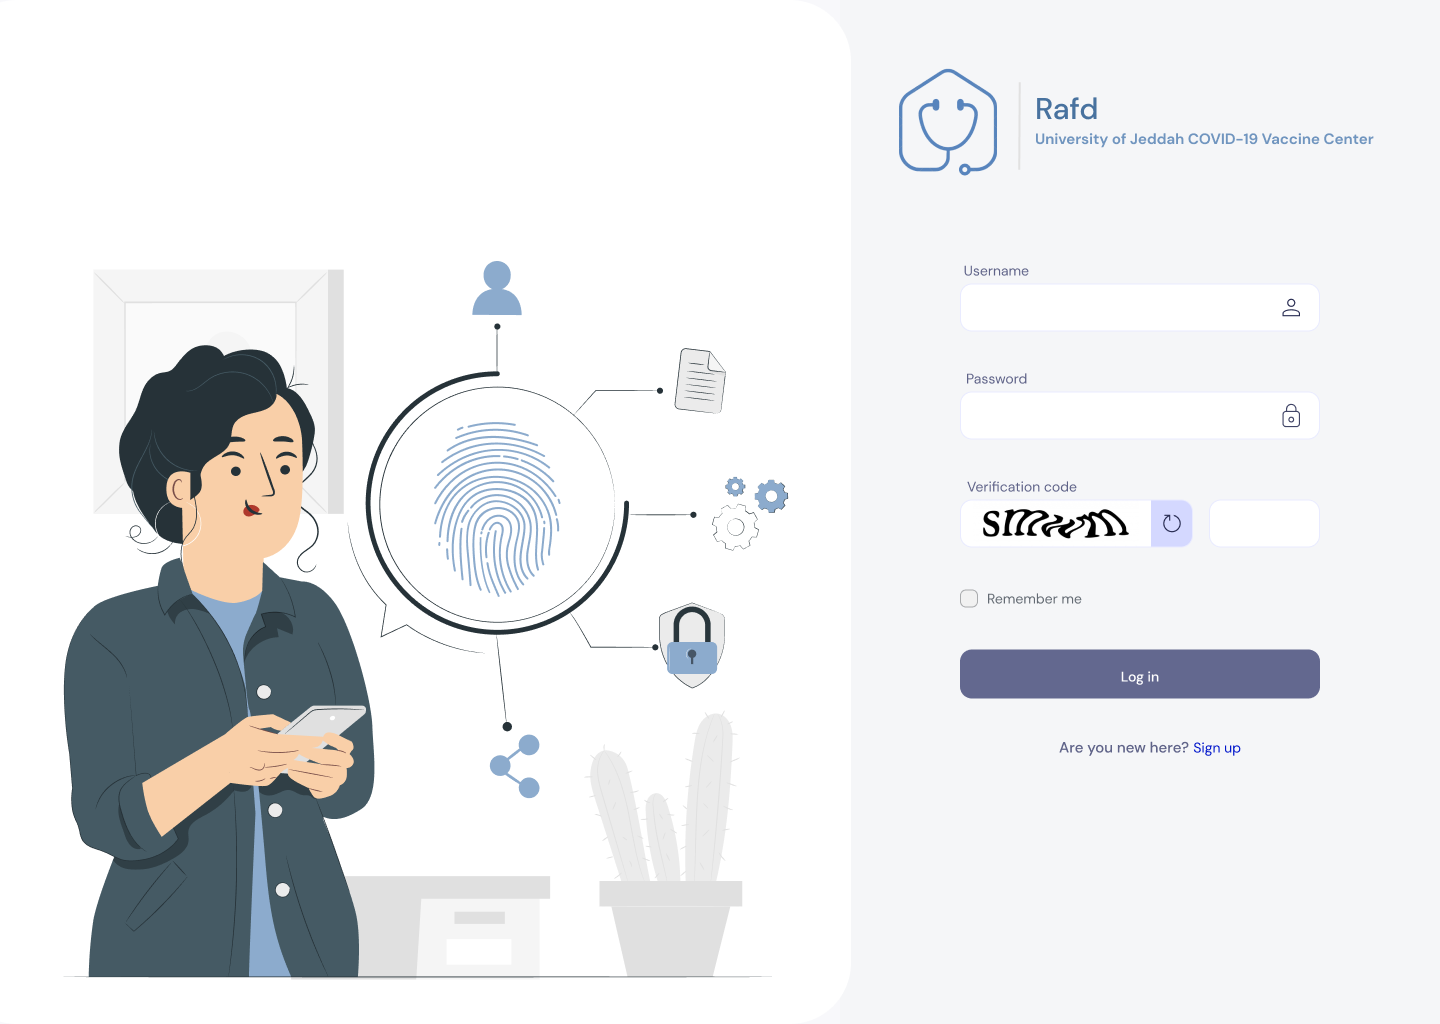 Rafd
University of Jeddah COVID-19 Vaccine Center
Username
Password
Verification code
Remember me
Log in
Are you new here? Sign up